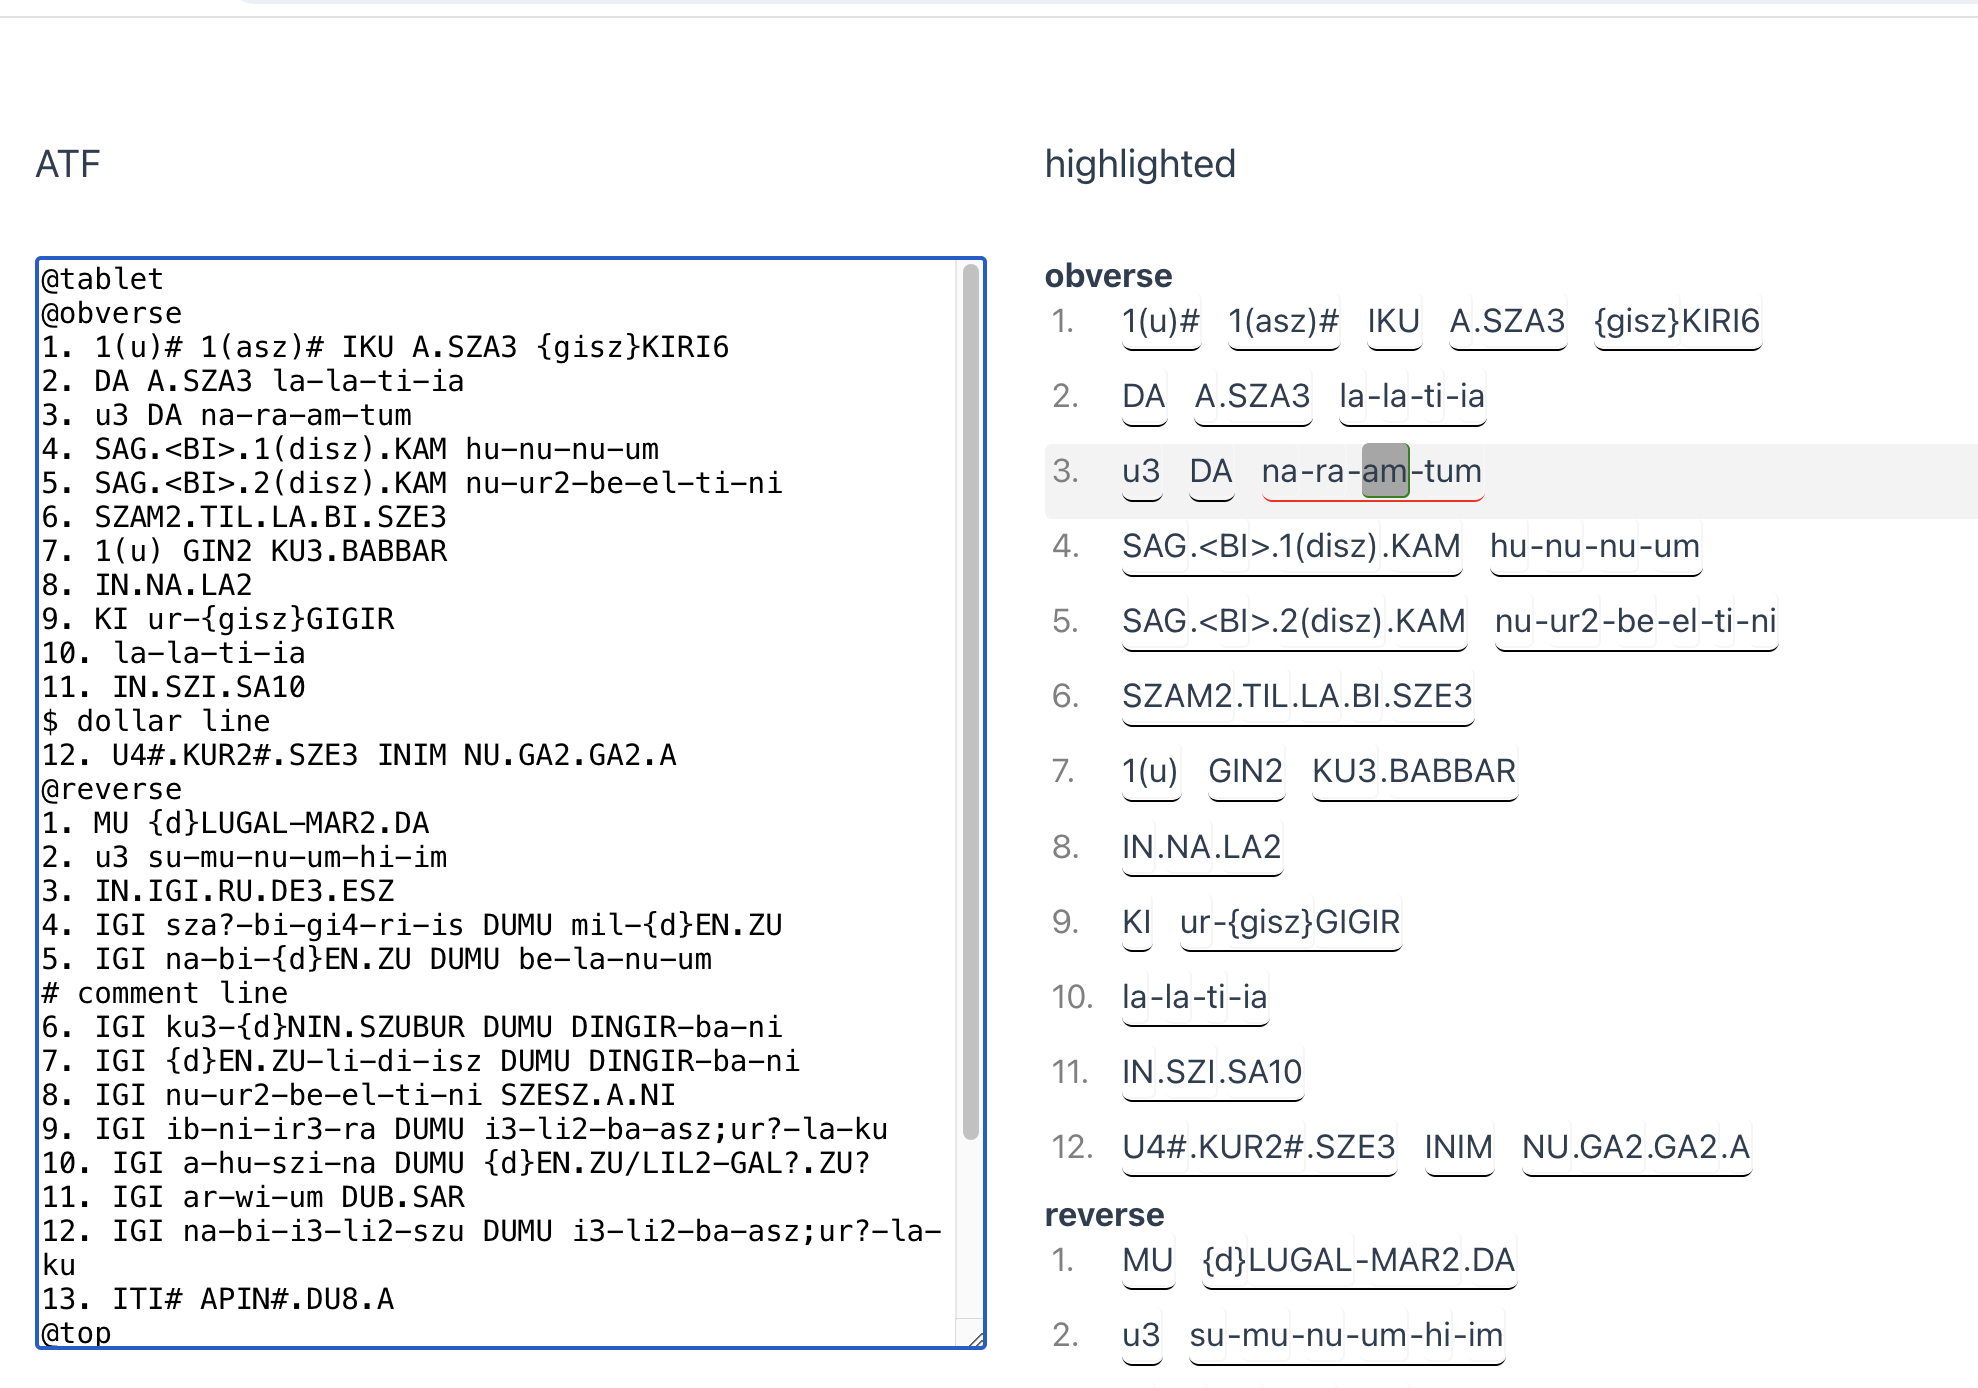 ATF
@tablet
@obverse
1. 1(u)# 1(asz)# IKU A.SZA3 {gisz}KIRI6
2. DA A.SZA3 la-la-ti-ia
3. u3 DA na-ra-am-tum
4. SAG.<BI>.1(disz).KAM hu-nu-nu-um
5. SAG.<BI>.2(disz).KAM nu-ur2-be-el-ti-ni
6. SZAM2.TIL.LA.BI.SZE3
7. 1(u) GIN2 KU3.BABBAR
8. IN.NA.LA2
9. KI ur-{gisz}GIGIR
10. la-la-ti-ia
11. IN.SZI.SA10
$ dollar line
12. U4#.KUR2#.SZE3 INIM NU.GA2.GA2.A
@reverse
1. MU {d}LUGAL-MAR2.DA
2. u3 su-mu-nu-um-hi-im
3. IN.IGI.RU.DE3.ESZ
4. IGI sza?-bi-gi4-ri-is DUMU mil-{d}EN.ZU
5. IGI na-bi-{d}EN.ZU DUMU be-la-nu-um
# comment line
6. IGI ku3-{d}NIN.SZUBUR DUMU DINGIR-ba-ni
7. IGI {d}EN.ZU-li-di-isz DUMU DINGIR-ba-ni
8. IGI nu-ur2-be-el-ti-ni SZESZ.A.NI
9. IGI ib-ni-ir3-ra DUMU i3-li2-ba-asz;ur?-la-ku
10. IGI a-hu-szi-na DUMU {d}EN.ZU/LIL2-GAL?.ZU?
11. IGI ar-wi-um DUB.SAR
12. IGI na-bi-i3-li2-szu DUMU i3-li2-ba-asz;ur?-la-
ku
13. ITI# APIN#.DU8.A
@top
highlighted
obverse
1. 1(u)# 1(asz)# IKU A.SZA3 {gisz}KIRI6
2. DA A.SZA3 la-la-ti-ia
3. u3 DA na-ra-am-tum
4. SAG.<BI>.1(disz).KAM hu-nu-nu-um
5. SAG.<BI>.2(disz).KAM nu-ur2-be-el-ti-ni
6. SZAM2.TIL.LA.BI.SZE3
7. 1(u) GIN2 KU3.BABBAR
8. IN.NA.LA2
9. KI ur-{gisz}GIGIR
10. la-la-ti-ia
11. IN.SZI.SA10
12. U4#.KUR2#.SZE3 INIM NU.GA2.GA2.A
reverse
1. MU {d}LUGAL-MAR2.DA
2. u3 su-mu-nu-um-hi-im